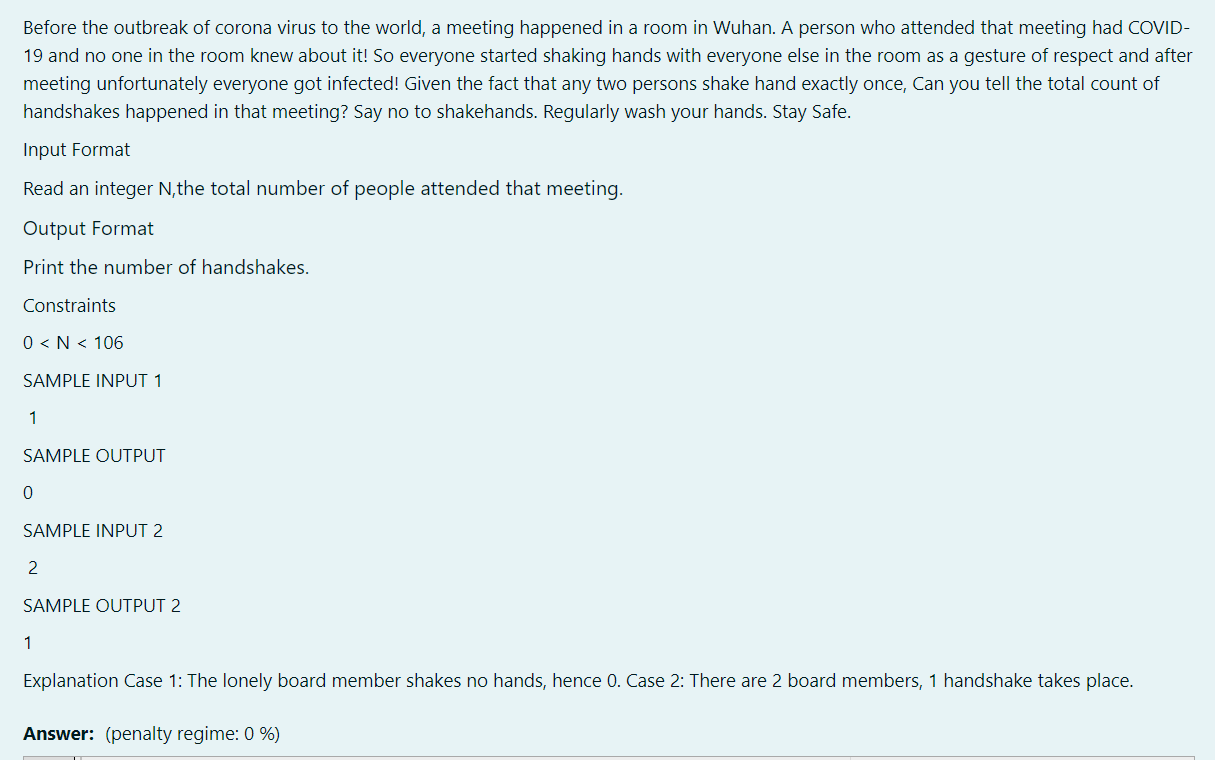 Before the outbreak of corona virus to the world, a meeting happened in a room in Wuhan. A person who attended that meeting had COVID-
19 and no one in the room knew about it! So everyone started shaking hands with everyone else in the room as a gesture of respect and after
meeting unfortunately everyone got infected! Given the fact that any two persons shake hand exactly once, Can you tell the total count of
handshakes happened in that meeting? Say no to shakehands. Regularly wash your hands. Stay Safe.
Input Format
Read an integer N,the total number of people attended that meeting.
Output Format
Print the number of handshakes.
Constraints
0 < N < 106
SAMPLE INPUT 1
1
SAMPLE OUTPUT
0
SAMPLE INPUT 2
2
SAMPLE OUTPUT 2
1
Explanation Case 1: The lonely board member shakes no hands, hence 0. Case 2: There are 2 board members, 1 handshake takes place.
Answer: (penalty regime: 0 %)